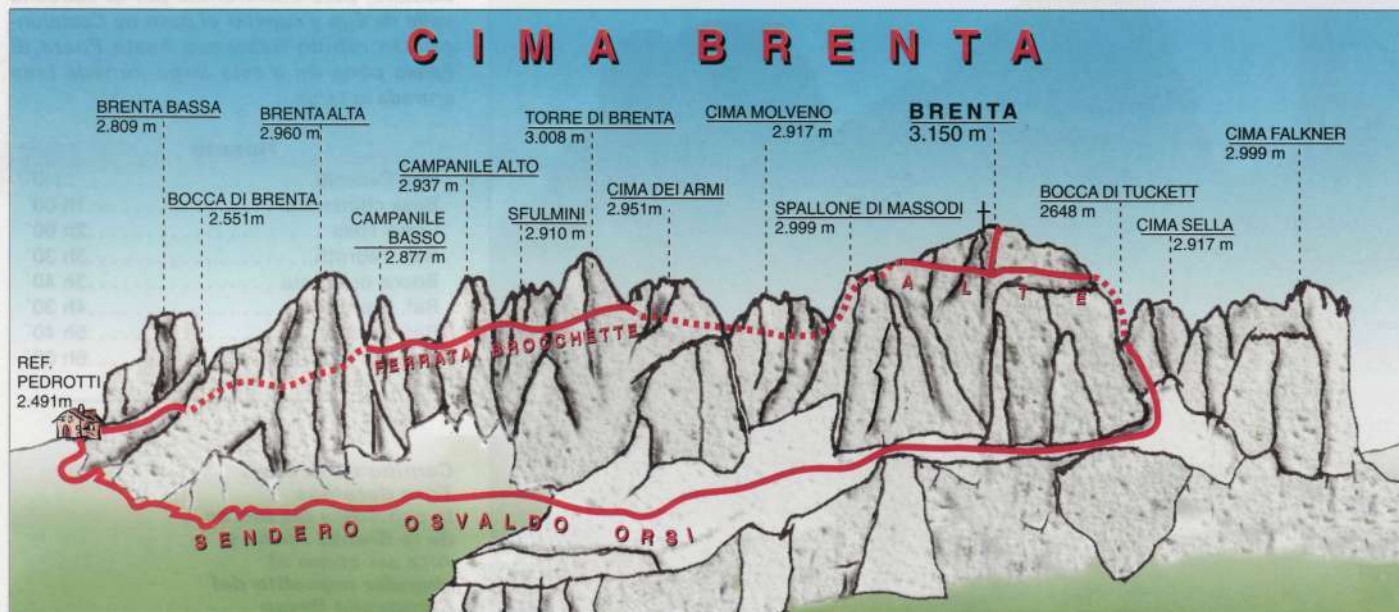 CIMA BRENTA
BRENTA BASSA
2.809 m
BOCCA DI BRENTA
2.551m
BRENTA ALTA
2.960 m
CAMPANILE
BASSO
2.877 m
CAMPANILE ALTO
2.937 m
SFULMINI
2.910 m
TORRE DI BRENTA
3.008 m
CIMA DEI ARMI
2.951m
CIMA MOLVENO
2.917 m
SPALLONE DI MASSODI
2.999 m
BRENTA
3.150 m
BOCCA DI TUCKETT
2648 m
CIMA SELLA
2.917 m
CIMA FALKNER
2.999 m
REF.
PEDROTTI
2.491m
FERRATA BROCCHETTE
ALTE
SENDERO OSVALDO ORSI